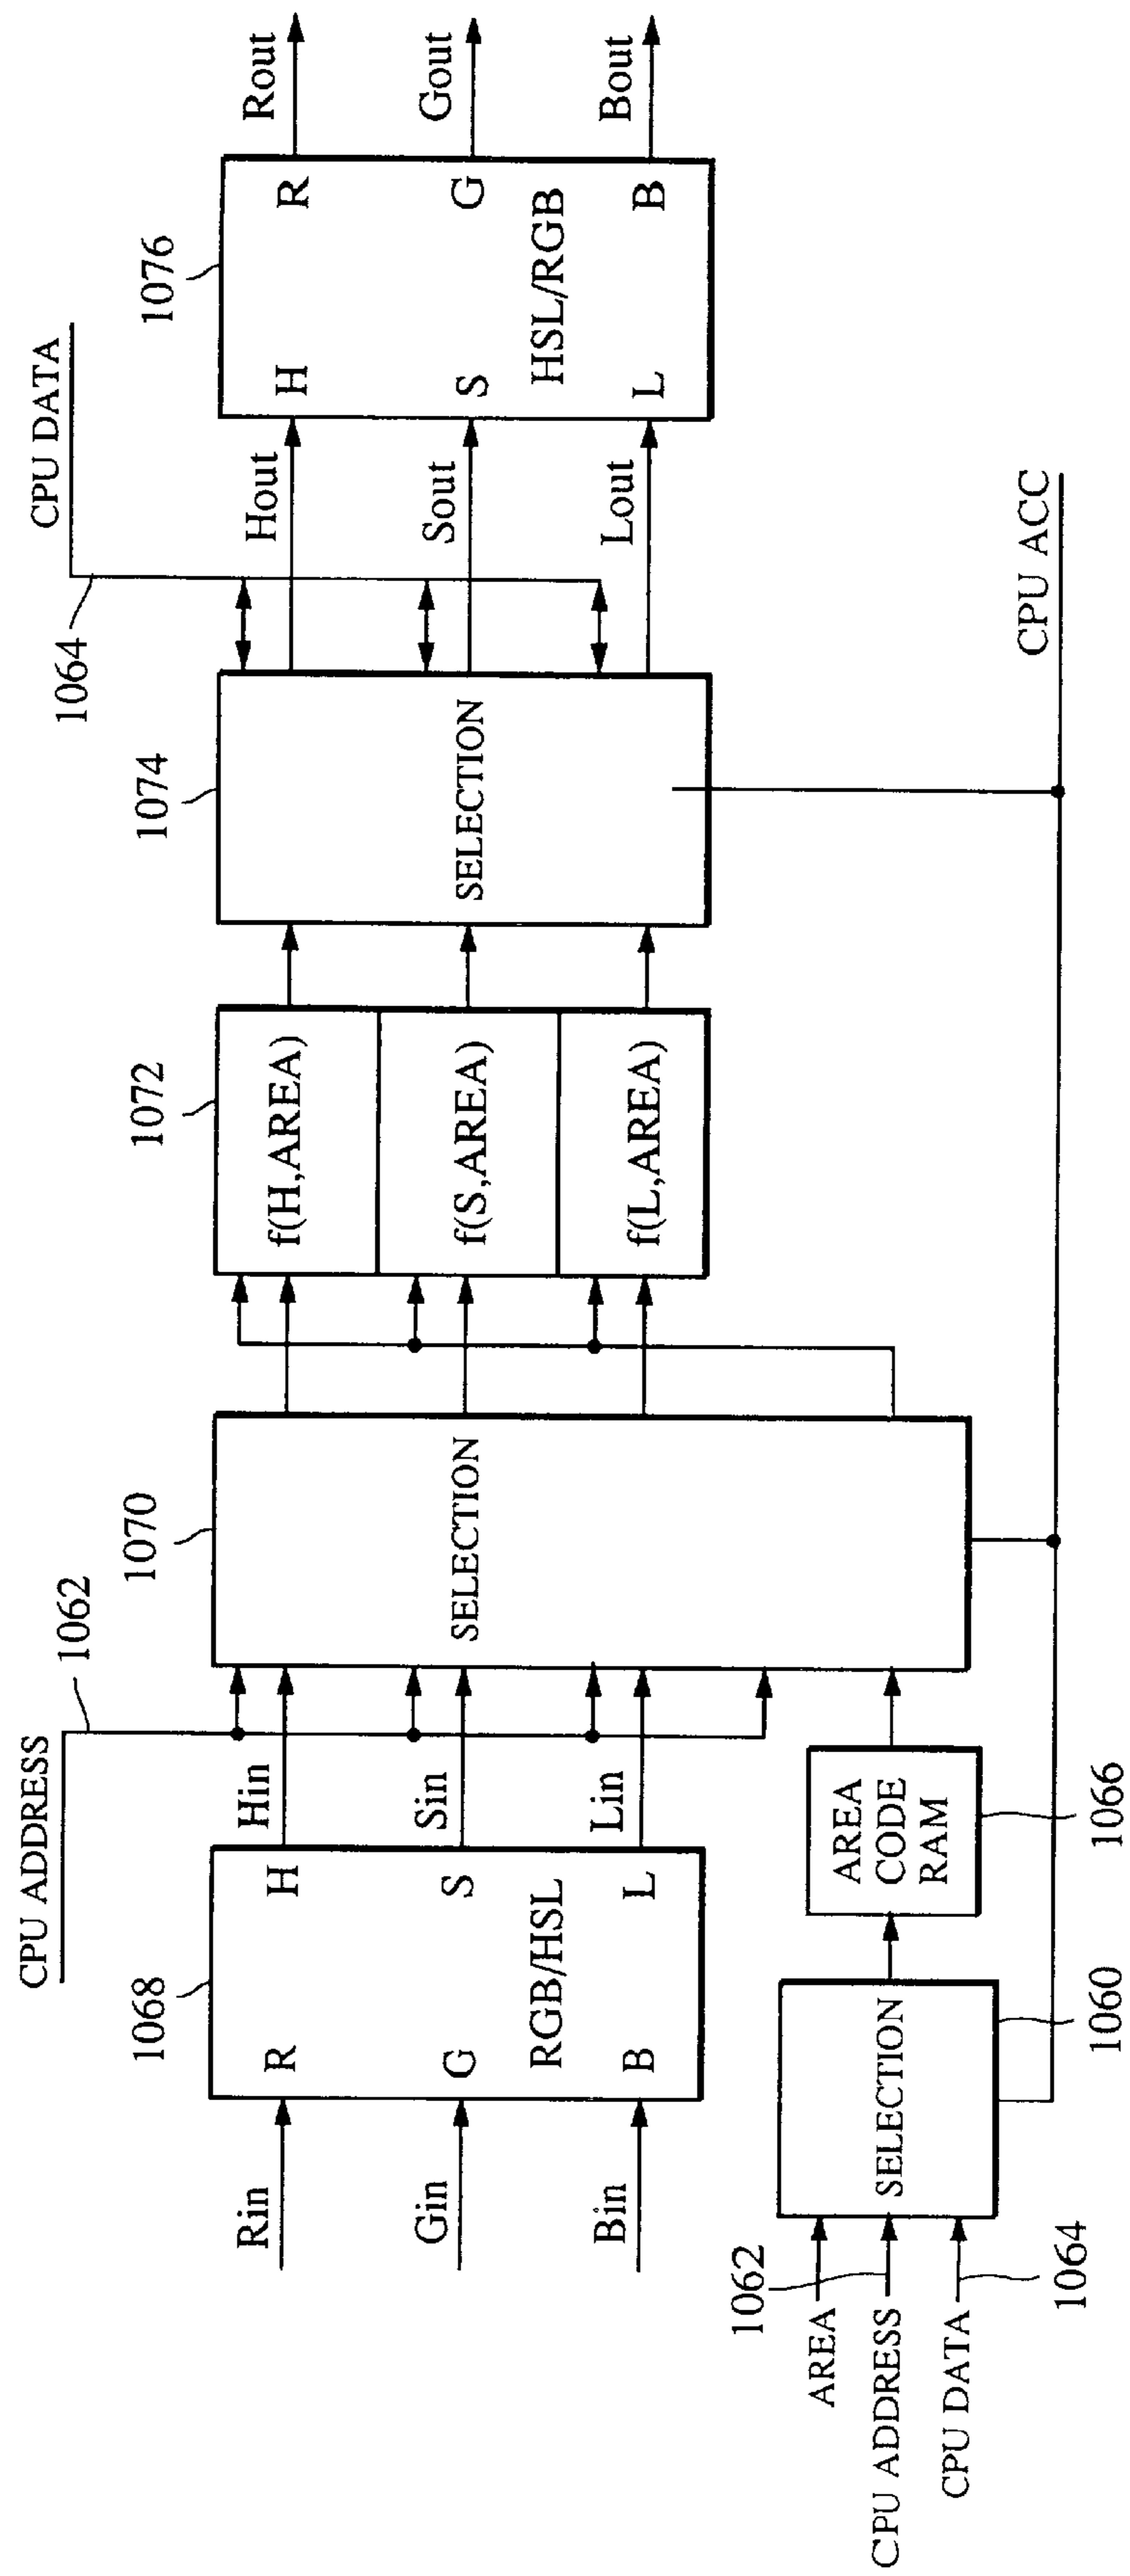 CPU ADDRESS
1062
CPU DATA
1064
Rin
Gin
Bin
1068
R
G
B
H
S
L
RGB/HSL
Hin
Sin
Lin
1070
SELECTION
1072
f(H,AREA)
f(S,AREA)
f(L,AREA)
1074
SELECTION
Hout
Sout
Lout
1076
H
S
L
R
G
B
HSL/RGB
Rout
Gout
Bout
AREA
CPU ADDRESS
CPU DATA
1062
1064
SELECTION
1060
AREA
CODE
RAM
1066
CPU ACC